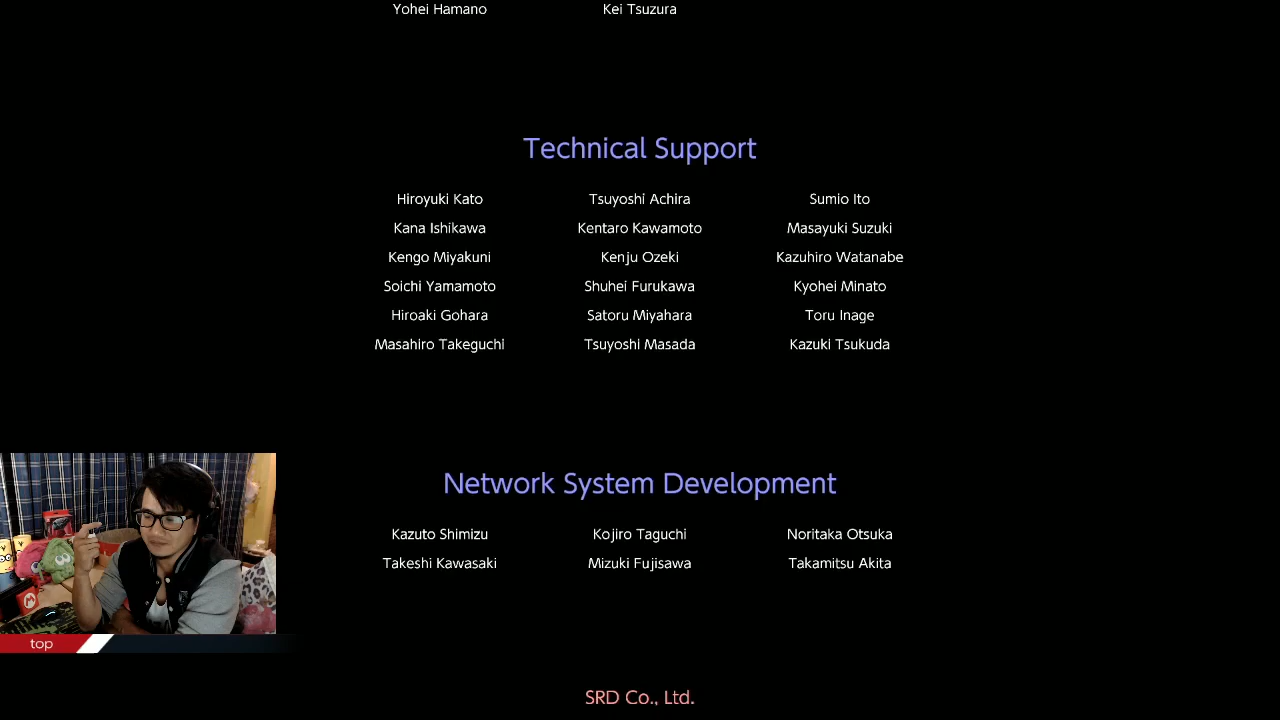 Yohei Hamano Kei Tsuzura
Technical Support
Hiroyuki Kato Tsuyoshi Achira Sumio Ito
Kana Ishikawa Kentaro Kawamoto Masayuki Suzuki
Kengo Miyakuni Kenju Ozeki Kazuhiro Watanabe
Soichi Yamamoto Shuhei Furukawa Kyohei Minato
Hiroaki Gohara Satoru Miyahara Toru Inage
Masahiro Takeguchi Tsuyoshi Masada Kazuki Tsukuda
Network System Development
Kazuto Shimizu Kojiro Taguchi Noritaka Otsuka
Takeshi Kawasaki Mizuki Fujisawa Takamitsu Akita
top
SRD Co., Ltd.